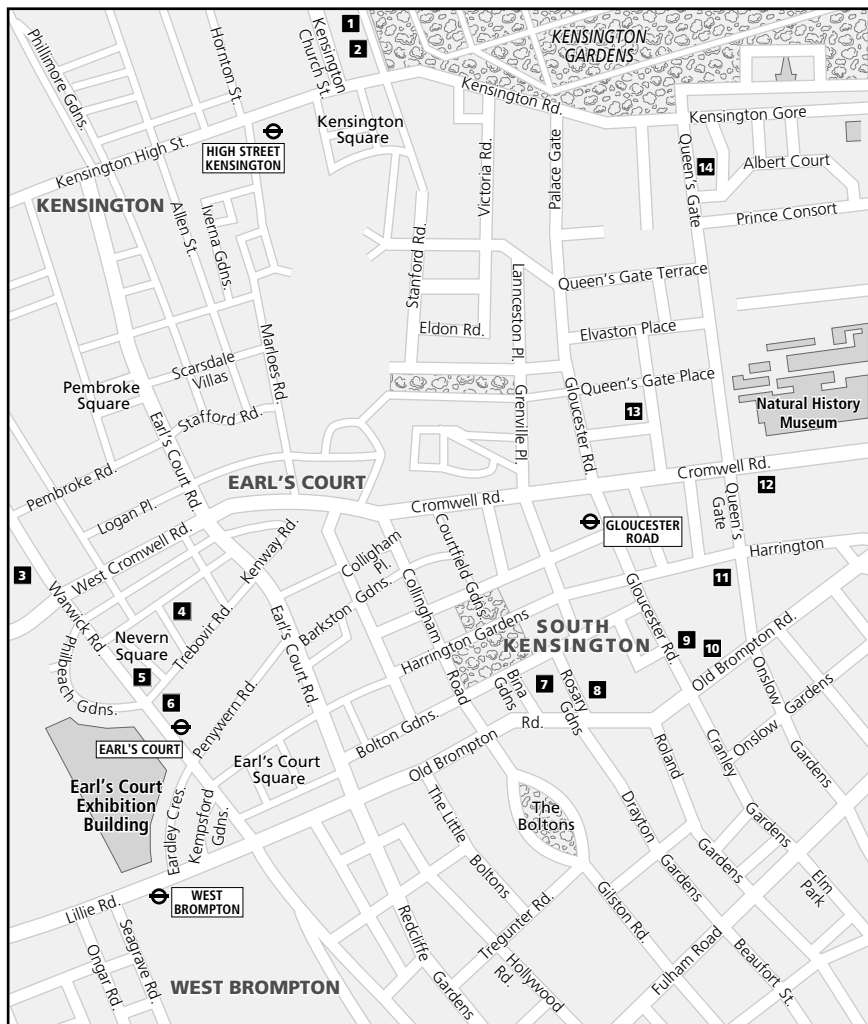 1
2
KENSINGTON
GARDENS
Phillimore Gdns.
Hornton St.
Kensington
Church St.
Kensington Rd.
Kensington
Square
HIGH STREET
KENSINGTON
Kensington High St.
Kensington Gore
Queen's Gate
14
Albert Court
Prince Consort
KENSINGTON
Allen St.
Iverna Gdns.
Stanford Rd.
Victoria Rd.
Palace Gate
Lannceston Pl.
Queen's Gate Terrace
Eldon Rd.
Elvaston Place
Marloes Rd.
Scarsdale
Villas
Pembroke
Square
Stafford Rd.
Earl's Court Rd.
Grenville Pl.
Gloucester Rd.
Queen's Gate Place
13
Natural History
Museum
Pembroke Rd.
Logan Pl.
EARL'S COURT
Cromwell Rd.
Cromwell Rd.
12
Queen's
Gate
GLOUCESTER
ROAD
West Cromwell Rd.
Kenway Rd.
Collingham
Road
Colligham
Pl.
Courtfield Gdns.
Harrington
11
3
Warwick Rd.
4
Nevern
Square
Trebovir Rd.
Earl's Court Rd.
Barkston Gdns.
Harrington Gardens
SOUTH
KENSINGTON
Gloucester Rd.
9
10
Old Brompton Rd.
Philbeach Gdns.
5
6
EARL'S COURT
Penywern Rd.
Bolton Gdns.
Bina
Gdns
7
Rosary
Gdns
8
Onslow
Gardens
Onslow
Gardens
Old Brompton
Rd.
Earl's Court
Square
Earl's Court
Exhibition
Building
Eardley Cres.
Kempsford
Gdns.
The Little
Boltons
The
Boltons
Roland
Gardens
Cranley
Gardens
Drayton
Gardens
Elm
Park
WEST
BROMPTON
Lillie Rd.
Seagrave Rd.
Ongar Rd.
WEST BROMPTON
Redcliffe
Gardens
Tregunter Rd.
Hollywood
Rd.
Gilston Rd.
Fulham Road
Beaufort St.